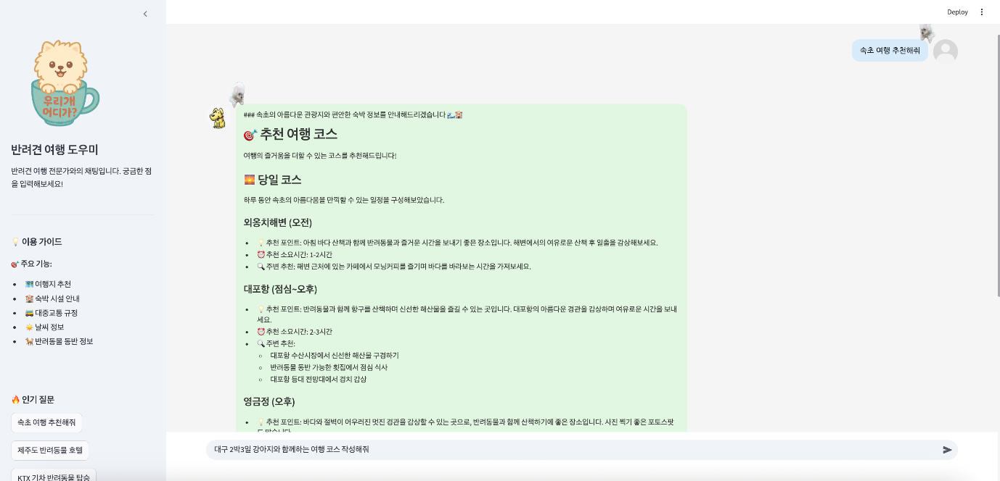 Deploy
우리개
어디가?
반려견 여행 도우미
반려견 여행 전문가와의 채팅입니다. 궁금한 점
을 입력해보세요!
이용 가이드
주요 기능:
여행지 추천
숙박 시설 안내
대중교통 규정
날씨 정보
반려동물 동반 정보
인기 질문
속초 여행 추천해줘
제주도 반려동물 호텔
KTX 기차 반려동물 탑승
속초 여행 추천해줘
### 속초의 아름다운 관광지와 편안한 숙박 정보를 안내해드리겠습니다
추천 여행 코스
여행의 즐거움을 더할 수 있는 코스를 추천해드립니다!
당일 코스
하루 동안 속초의 아름다움을 만끽할 수 있는 일정을 구성해보았습니다.
외옹치해변 (오전)
추천 포인트: 아침 바다 산책과 함께 반려동물과 즐거운 시간을 보내기 좋은 장소입니다. 해변에서의 여유로운 산책 후 일출을 감상해보세요.
추천 소요시간: 1-2시간
주변 추천: 해변 근처에 있는 카페에서 모닝커피를 즐기며 바다를 바라보는 시간을 가져보세요.
대포항 (점심~오후)
추천 포인트: 반려동물과 함께 항구를 산책하며 신선한 해산물을 즐길 수 있는 곳입니다. 대포항의 아름다운 경관을 감상하며 여유로운 시간을 보내
세요.
추천 소요시간: 2-3시간
주변 추천:
대포항 수산시장에서 신선한 해산물 구경하기
반려동물 동반 가능한 횟집에서 점심 식사
대포항 등대 전망대에서 경치 감상
영금정 (오후)
추천 포인트: 바다와 절벽이 어우러진 멋진 경관을 감상할 수 있는 곳으로, 반려동물과 함께 산책하기에 좋은 장소입니다. 사진 찍기 좋은 포토스팟
대구 2박3일 강아지와 함께하는 여행 코스 작성해줘